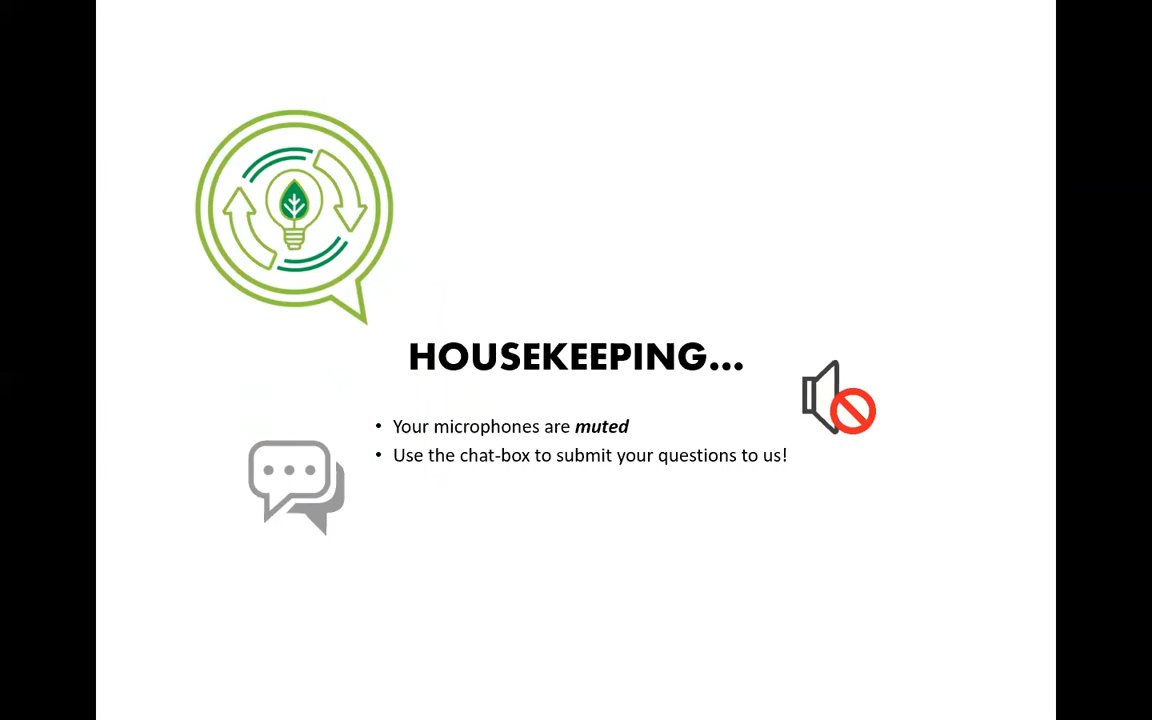 HOUSEKEEPING...
• Your microphones are muted
• Use the chat-box to submit your questions to us!